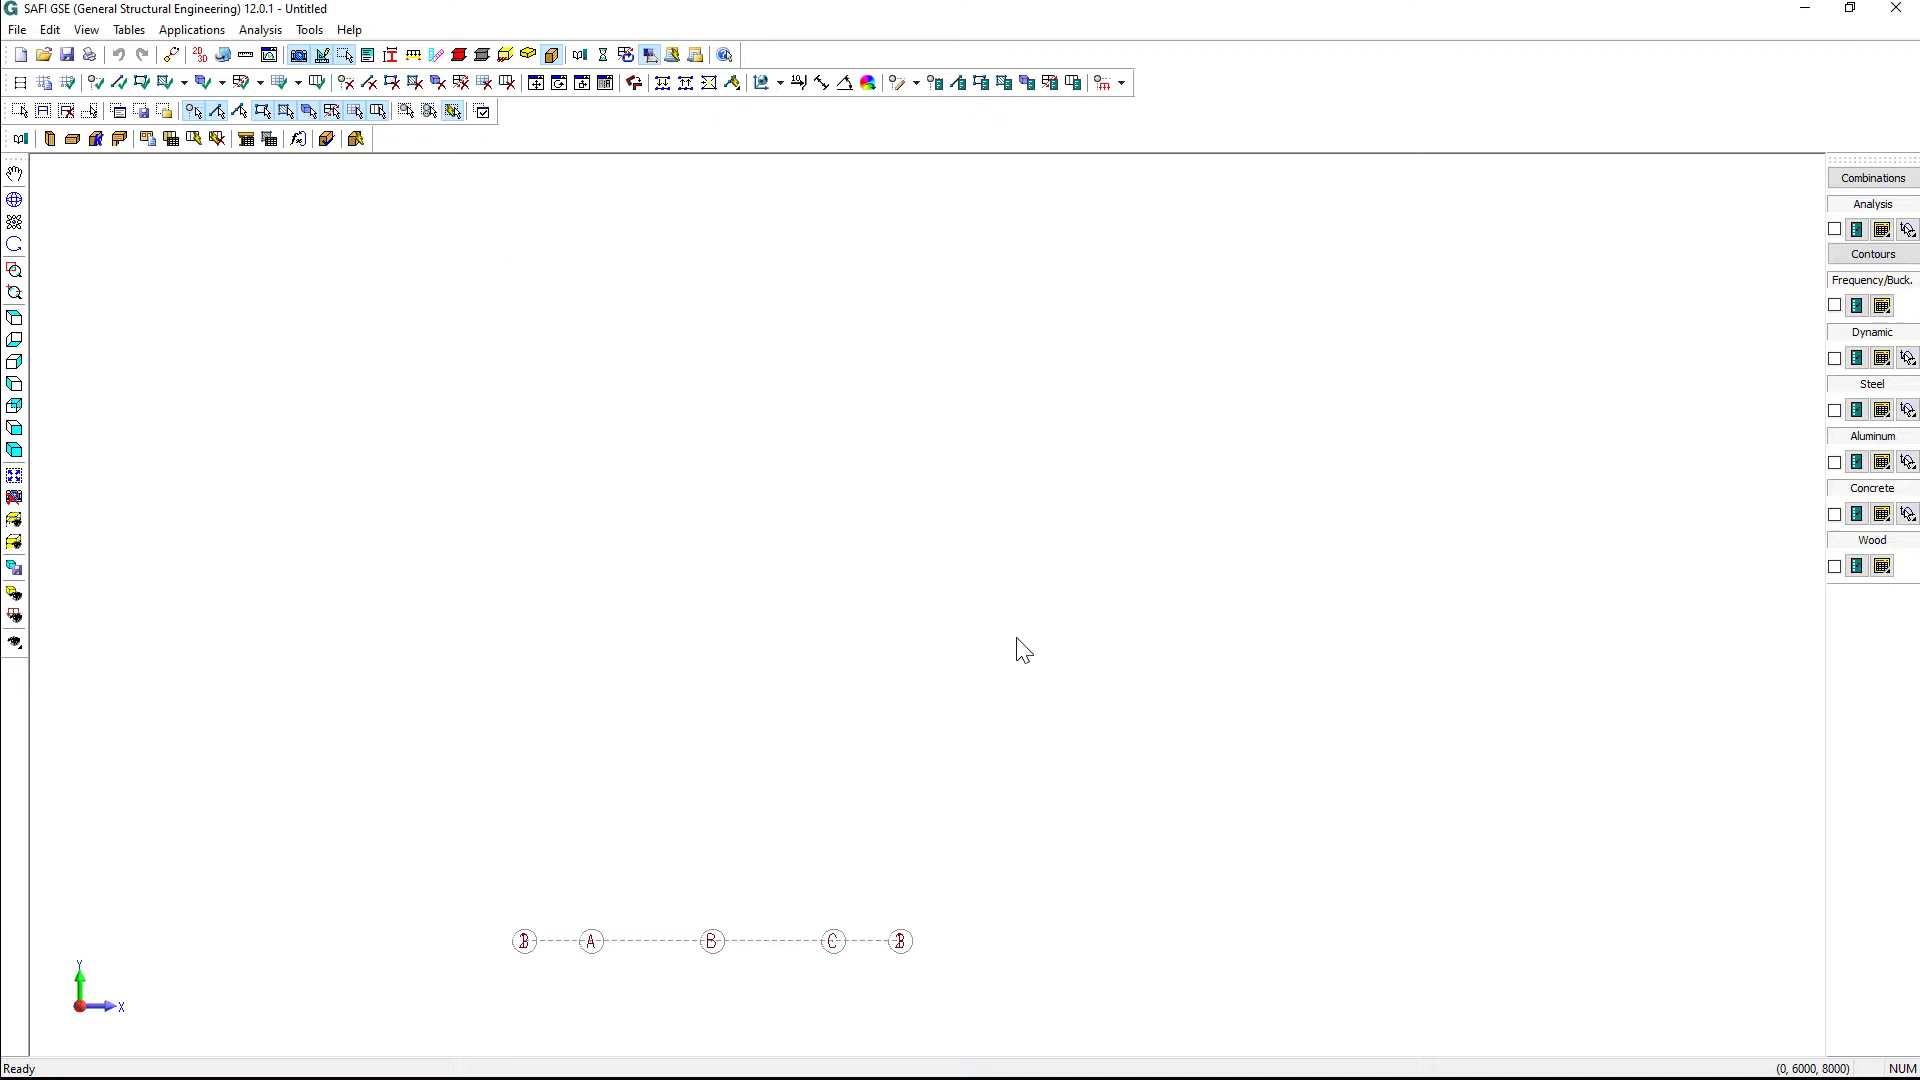 SAFI GSE (General Structural Engineering) 12.0.1 - Untitled
File Edit View Tables Applications Analysis Tools Help
Combinations
Analysis
Contours
Frequency/Buck.
Dynamic
Steel
Aluminum
Concrete
Wood
A B C
Y
X
Ready (0, 6000, 8000) NUM